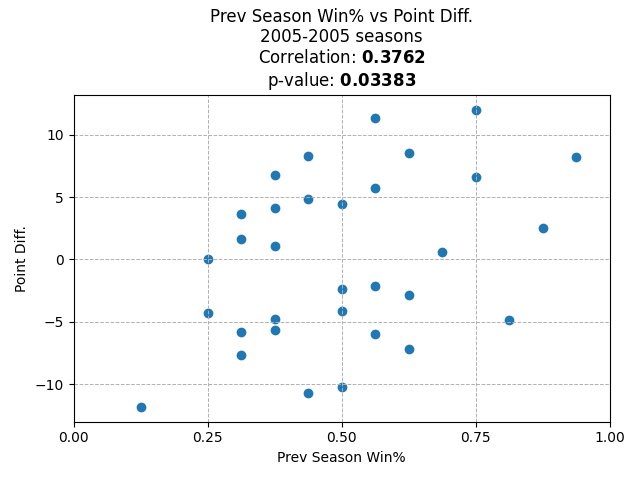 Prev Season Win% vs Point Diff.
2005-2005 seasons
Correlation: 0.3762
p-value: 0.03383
10
5
0
−5
−10
Point Diff.
0.00 0.25 0.50 0.75 1.00
Prev Season Win%